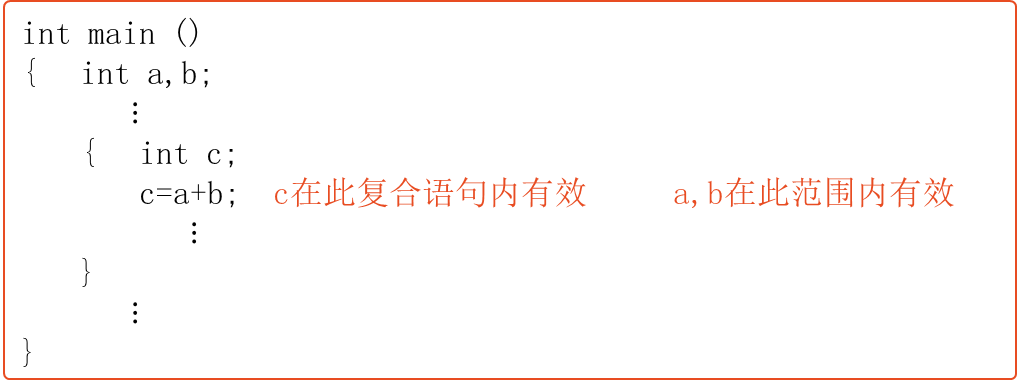 int main ()
{ int a,b;
⋮
{ int c;
c=a+b; c在此复合语句内有效 a,b在此范围内有效
⋮
}
⋮
}